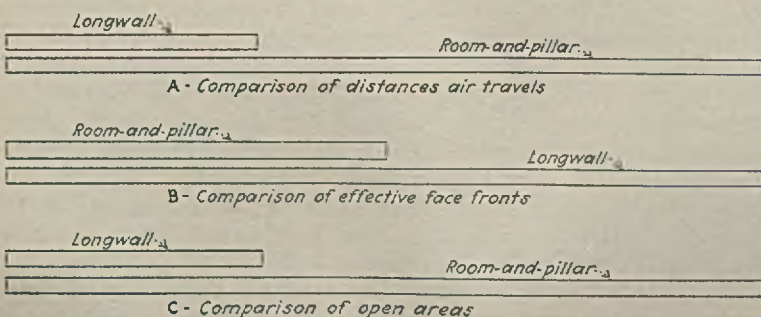 Longwall
Room-and-pillar
A - Comparison of distances air travels
Room-and-pillar
Longwall
B - Comparison of effective face fronts
Longwall
Room-and-pillar
C - Comparison of open areas